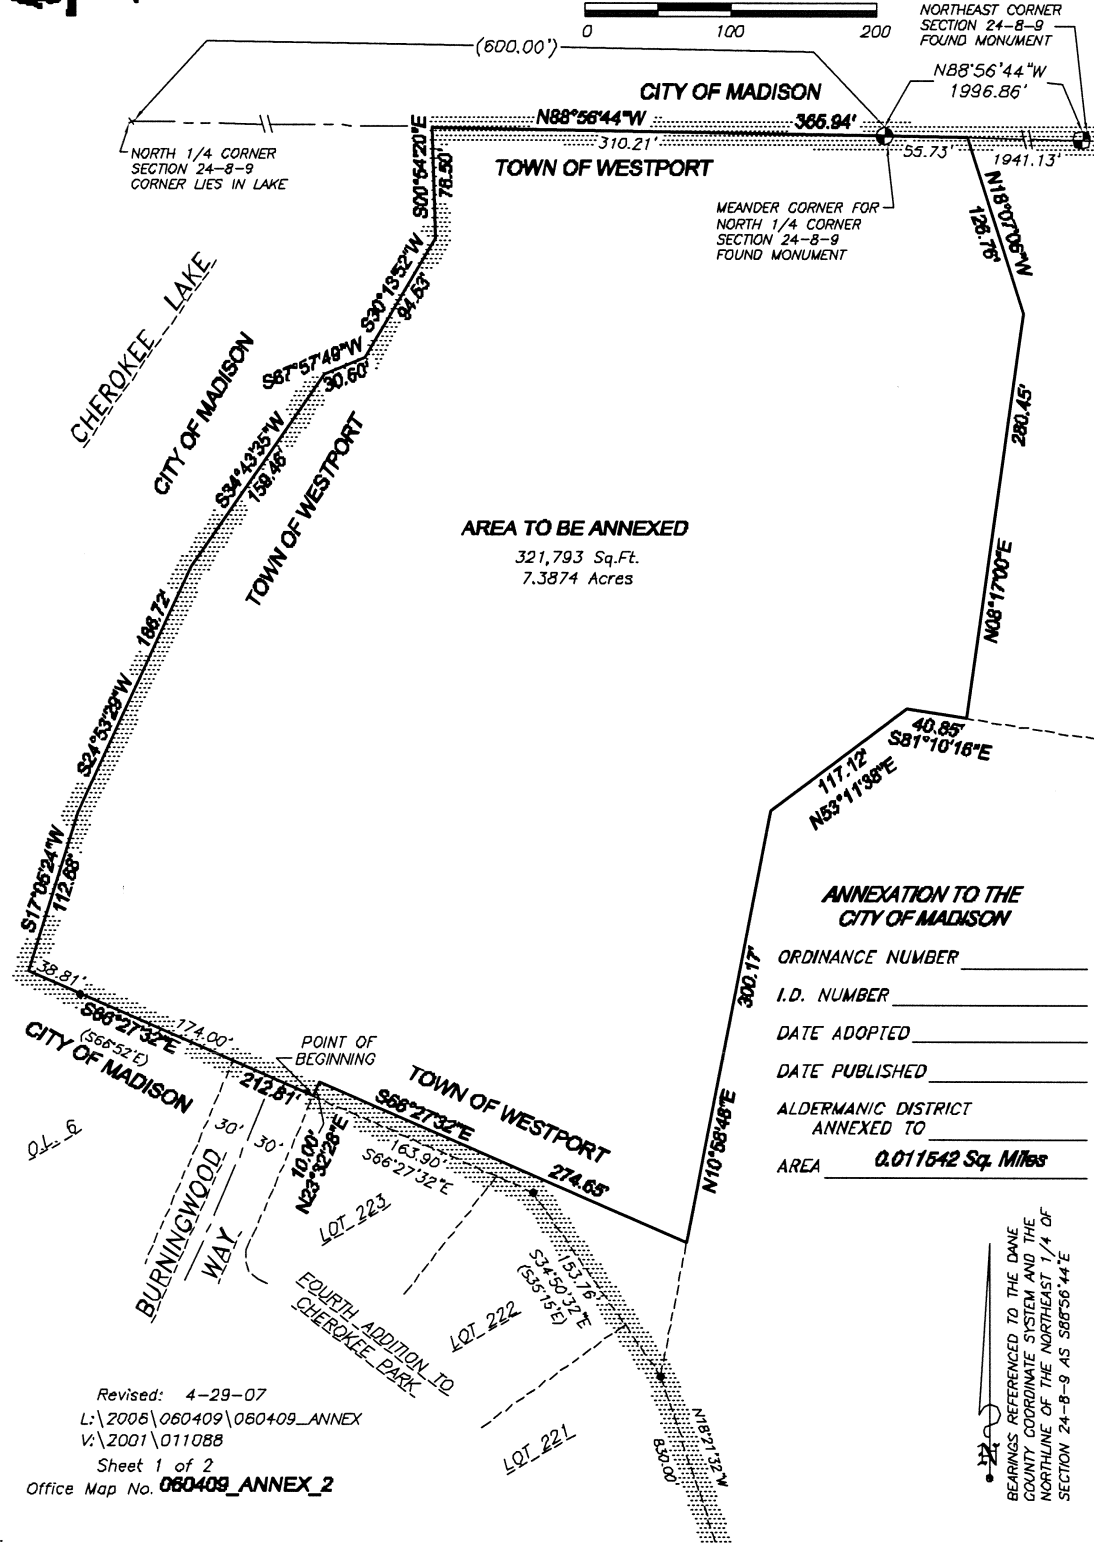 0 100 200
NORTHEAST CORNER
SECTION 24-8-9
FOUND MONUMENT
(600.00')
N88°56'44"W
1996.86'
CITY OF MADISON
N88°56'44"W 365.94'
310.21'
55.73'
1941.13'
TOWN OF WESTPORT
NORTH 1/4 CORNER
SECTION 24-8-9
CORNER LIES IN LAKE
S00°54'20"E
78.50'
MEANDER CORNER FOR
NORTH 1/4 CORNER
SECTION 24-8-9
FOUND MONUMENT
N18°07'06"W
126.76'
CHEROKEE LAKE
S30°13'52"W
94.53'
S67°57'49"W
30.60'
CITY OF MADISON
S34°43'35"W
159.46'
TOWN OF WESTPORT
280.45'
N08°17'00"E
AREA TO BE ANNEXED
321,793 Sq.Ft.
7.3874 Acres
186.72'
S24°53'29"W
40.85'
S81°10'16"E
117.12'
N53°11'38"E
S17°05'24"W
112.68'
ANNEXATION TO THE
CITY OF MADISON
ORDINANCE NUMBER
I.D. NUMBER
DATE ADOPTED
DATE PUBLISHED
ALDERMANIC DISTRICT
ANNEXED TO
AREA 0.011542 Sq. Miles
300.17'
N10°58'48"E
38.81'
S66°27'32"E
(S66°52'E)
174.00'
212.81'
CITY OF MADISON
POINT OF
BEGINNING
TOWN OF WESTPORT
S66°27'32"E
274.65'
163.90'
S66°27'32"E
10.00'
N23°32'28"E
O.L. 6
30' 30'
BURNINGWOOD
WAY
LOT 223
153.76'
S34°50'32"E
(S35°15'E)
LOT 222
FOURTH ADDITION TO
CHEROKEE PARK
LOT 221
N18°21'32"W
830.00'
Revised: 4-29-07
L:\2006\060409\060409_ANNEX
V:\2001\011088
Sheet 1 of 2
Office Map No. 060409_ANNEX_2
BEARINGS REFERENCED TO THE DANE
COUNTY COORDINATE SYSTEM AND THE
NORTHLINE OF THE NORTHEAST 1/4 OF
SECTION 24-8-9 AS S88°56'44"E
N